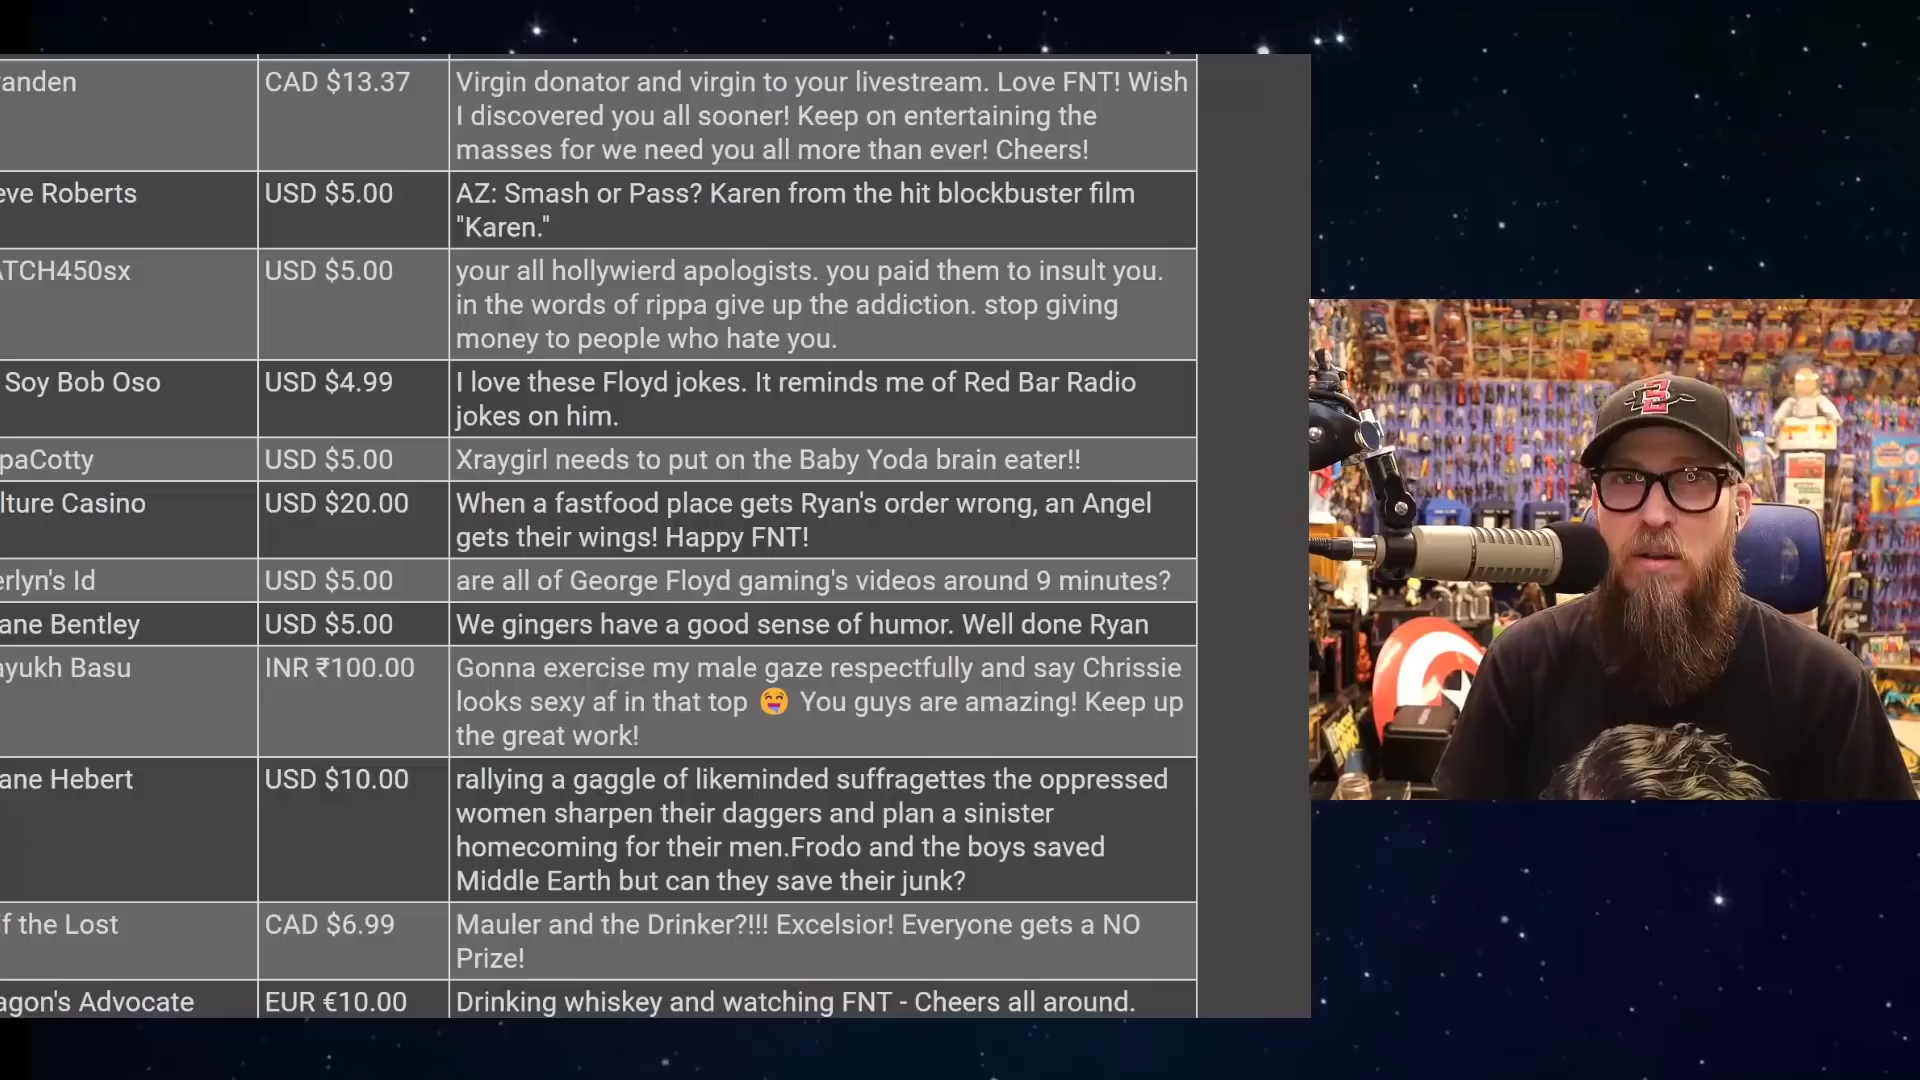 anden CAD $13.37 Virgin donator and virgin to your livestream. Love FNT! Wish
I discovered you all sooner! Keep on entertaining the
masses for we need you all more than ever! Cheers!
eve Roberts USD $5.00 AZ: Smash or Pass? Karen from the hit blockbuster film
"Karen."
ATCH450sx USD $5.00 your all hollywierd apologists. you paid them to insult you.
in the words of rippa give up the addiction. stop giving
money to people who hate you.
Soy Bob Oso USD $4.99 I love these Floyd jokes. It reminds me of Red Bar Radio
jokes on him.
paCotty USD $5.00 Xraygirl needs to put on the Baby Yoda brain eater!!
lture Casino USD $20.00 When a fastfood place gets Ryan's order wrong, an Angel
gets their wings! Happy FNT!
erlyn's Id USD $5.00 are all of George Floyd gaming's videos around 9 minutes?
ane Bentley USD $5.00 We gingers have a good sense of humor. Well done Ryan
ayukh Basu INR ₹100.00 Gonna exercise my male gaze respectfully and say Chrissie
looks sexy af in that top 🤤 You guys are amazing! Keep up
the great work!
ane Hebert USD $10.00 rallying a gaggle of likeminded suffragettes the oppressed
women sharpen their daggers and plan a sinister
homecoming for their men.Frodo and the boys saved
Middle Earth but can they save their junk?
f the Lost CAD $6.99 Mauler and the Drinker?!!! Excelsior! Everyone gets a NO
Prize!
agon's Advocate EUR €10.00 Drinking whiskey and watching FNT - Cheers all around.